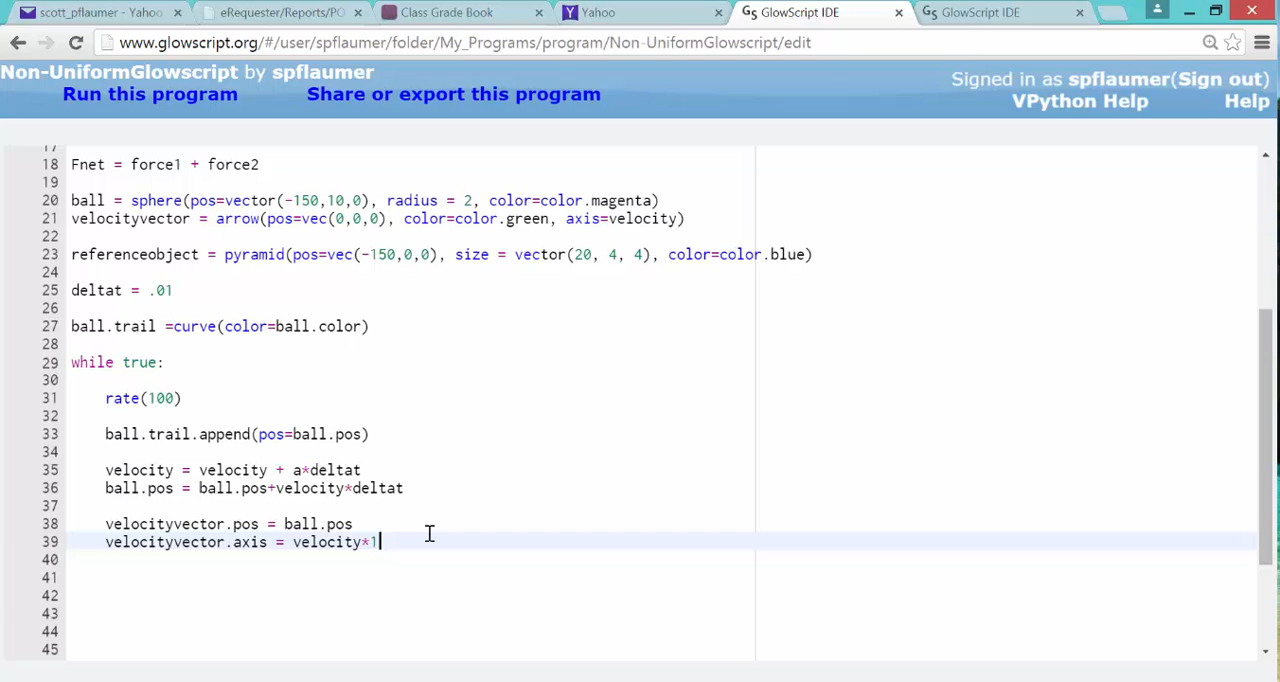 scott_pflaumer - Yahoo
eRequester/Reports/PO
Class Grade Book
Yahoo
GS GlowScript IDE
GS GlowScript IDE
www.glowscript.org/#/user/spflaumer/folder/My_Programs/program/Non-UniformGlowscript/edit
Non-UniformGlowscript by spflaumer
Signed in as spflaumer(Sign out)
Run this program Share or export this program
VPython Help Help
17
18 Fnet = force1 + force2
19
20 ball = sphere(pos=vector(-150,10,0), radius = 2, color=color.magenta)
21 velocityvector = arrow(pos=vec(0,0,0), color=color.green, axis=velocity)
22
23 referenceobject = pyramid(pos=vec(-150,0,0), size = vector(20, 4, 4), color=color.blue)
24
25 deltat = .01
26
27 ball.trail =curve(color=ball.color)
28
29 while true:
30
31 rate(100)
32
33 ball.trail.append(pos=ball.pos)
34
35 velocity = velocity + a*deltat
36 ball.pos = ball.pos+velocity*deltat
37
38 velocityvector.pos = ball.pos
39 velocityvector.axis = velocity*1
40
41
42
43
44
45